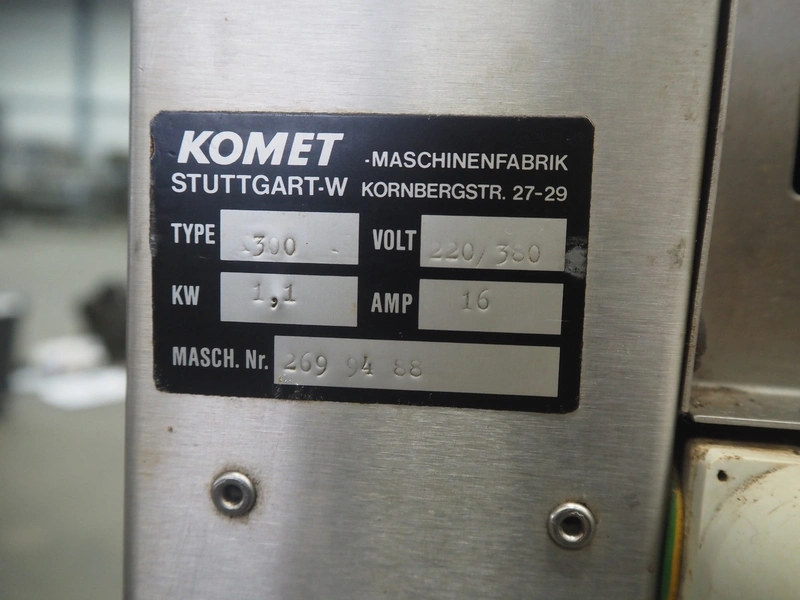 KOMET -MASCHINENFABRIK
STUTTGART-W KORNBERGSTR. 27-29
TYPE 300 VOLT 220/380
KW 1,1 AMP 16
MASCH. Nr. 269 94 88